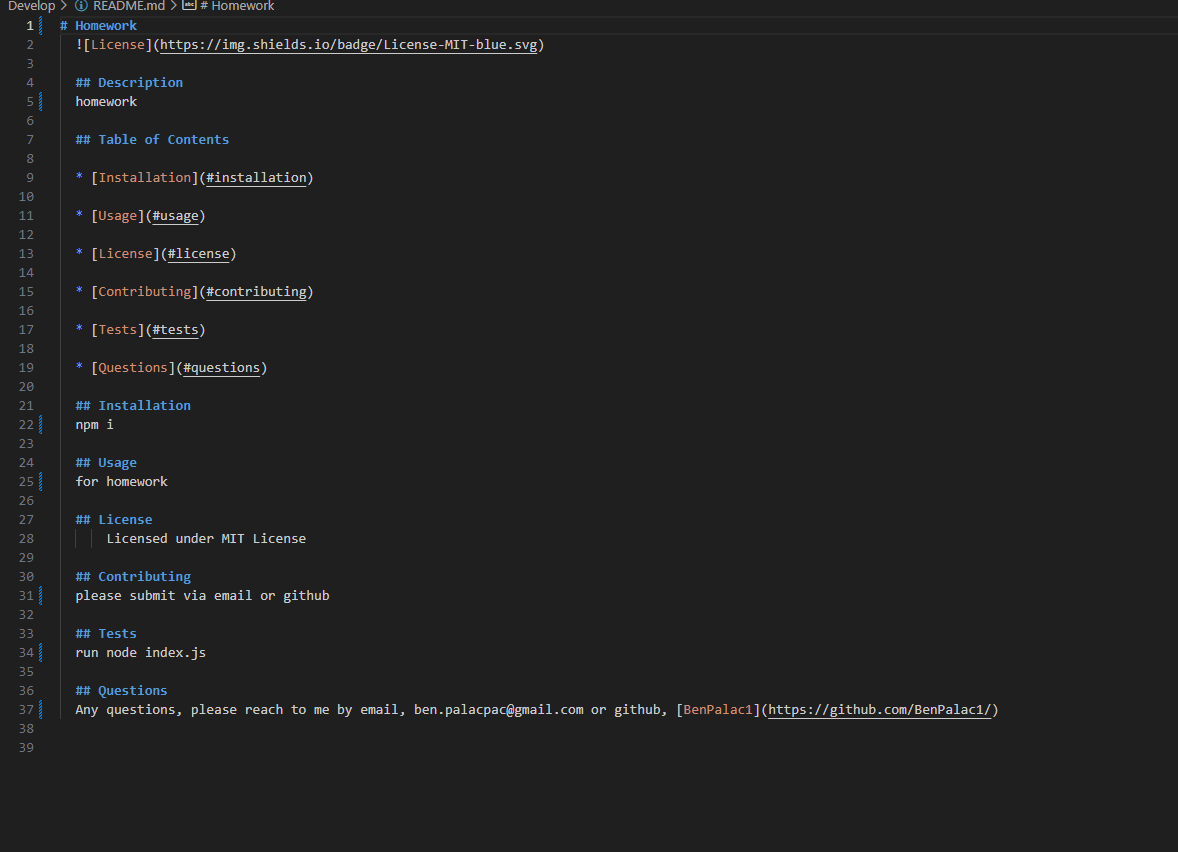 Develop > README.md > # Homework
1 # Homework
2 ![License](https://img.shields.io/badge/License-MIT-blue.svg)
3
4 ## Description
5 homework
6
7 ## Table of Contents
8
9 * [Installation](#installation)
10
11 * [Usage](#usage)
12
13 * [License](#license)
14
15 * [Contributing](#contributing)
16
17 * [Tests](#tests)
18
19 * [Questions](#questions)
20
21 ## Installation
22 npm i
23
24 ## Usage
25 for homework
26
27 ## License
28 Licensed under MIT License
29
30 ## Contributing
31 please submit via email or github
32
33 ## Tests
34 run node index.js
35
36 ## Questions
37 Any questions, please reach to me by email, ben.palacpac@gmail.com or github, [BenPalac1](https://github.com/BenPalac1/)
38
39